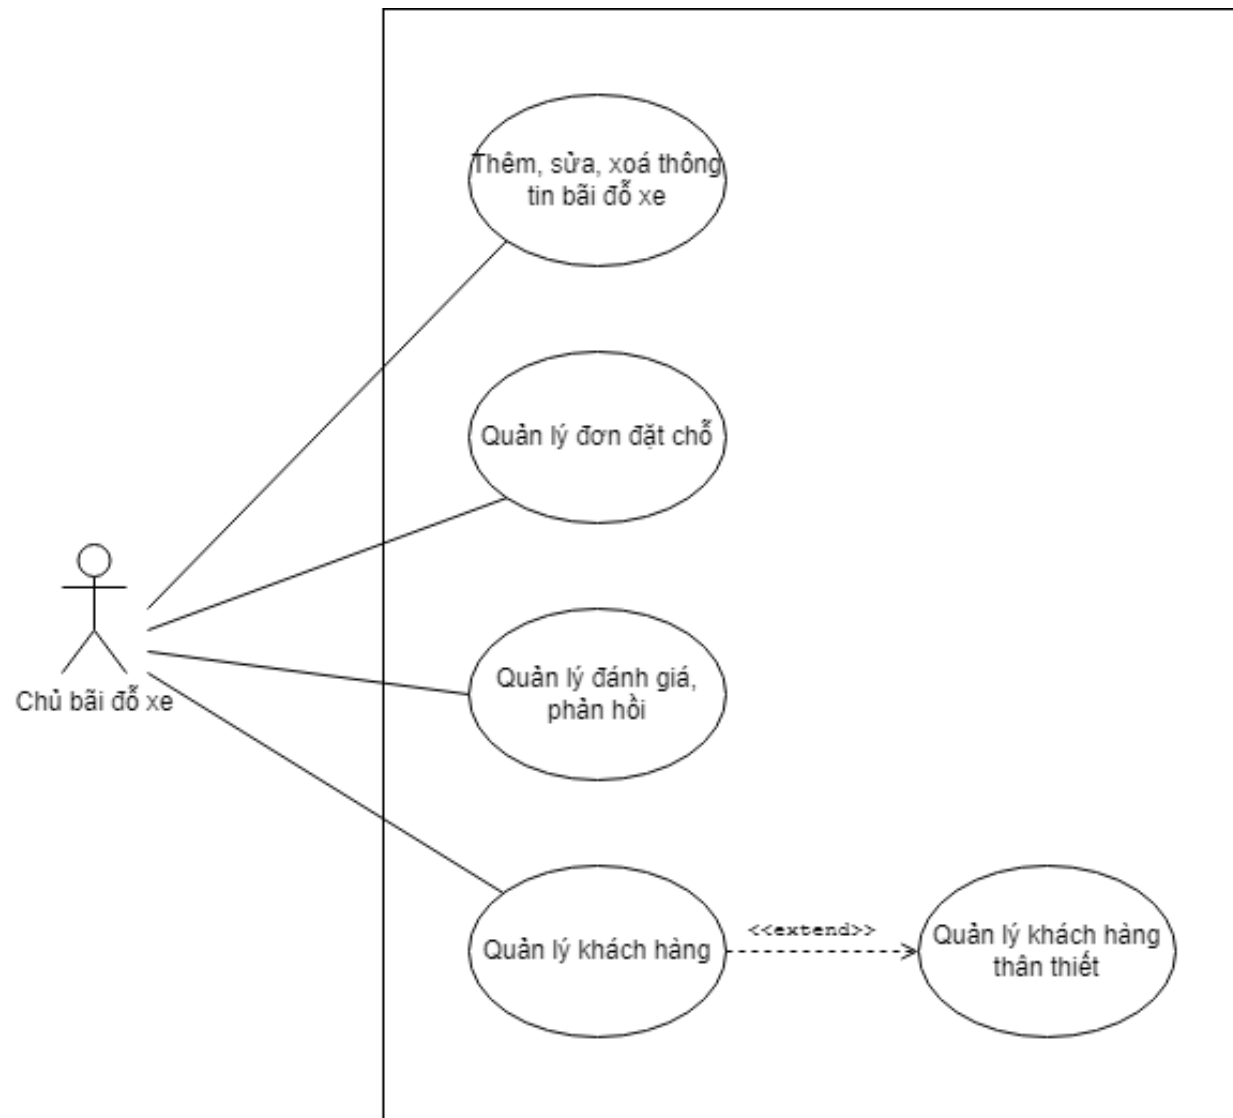 Thêm, sửa, xoá thông
tin bãi đỗ xe
Quản lý đơn đặt chỗ
Chủ bãi đỗ xe
Quản lý đánh giá,
phản hồi
Quản lý khách hàng
<<extend>>
Quản lý khách hàng
thân thiết